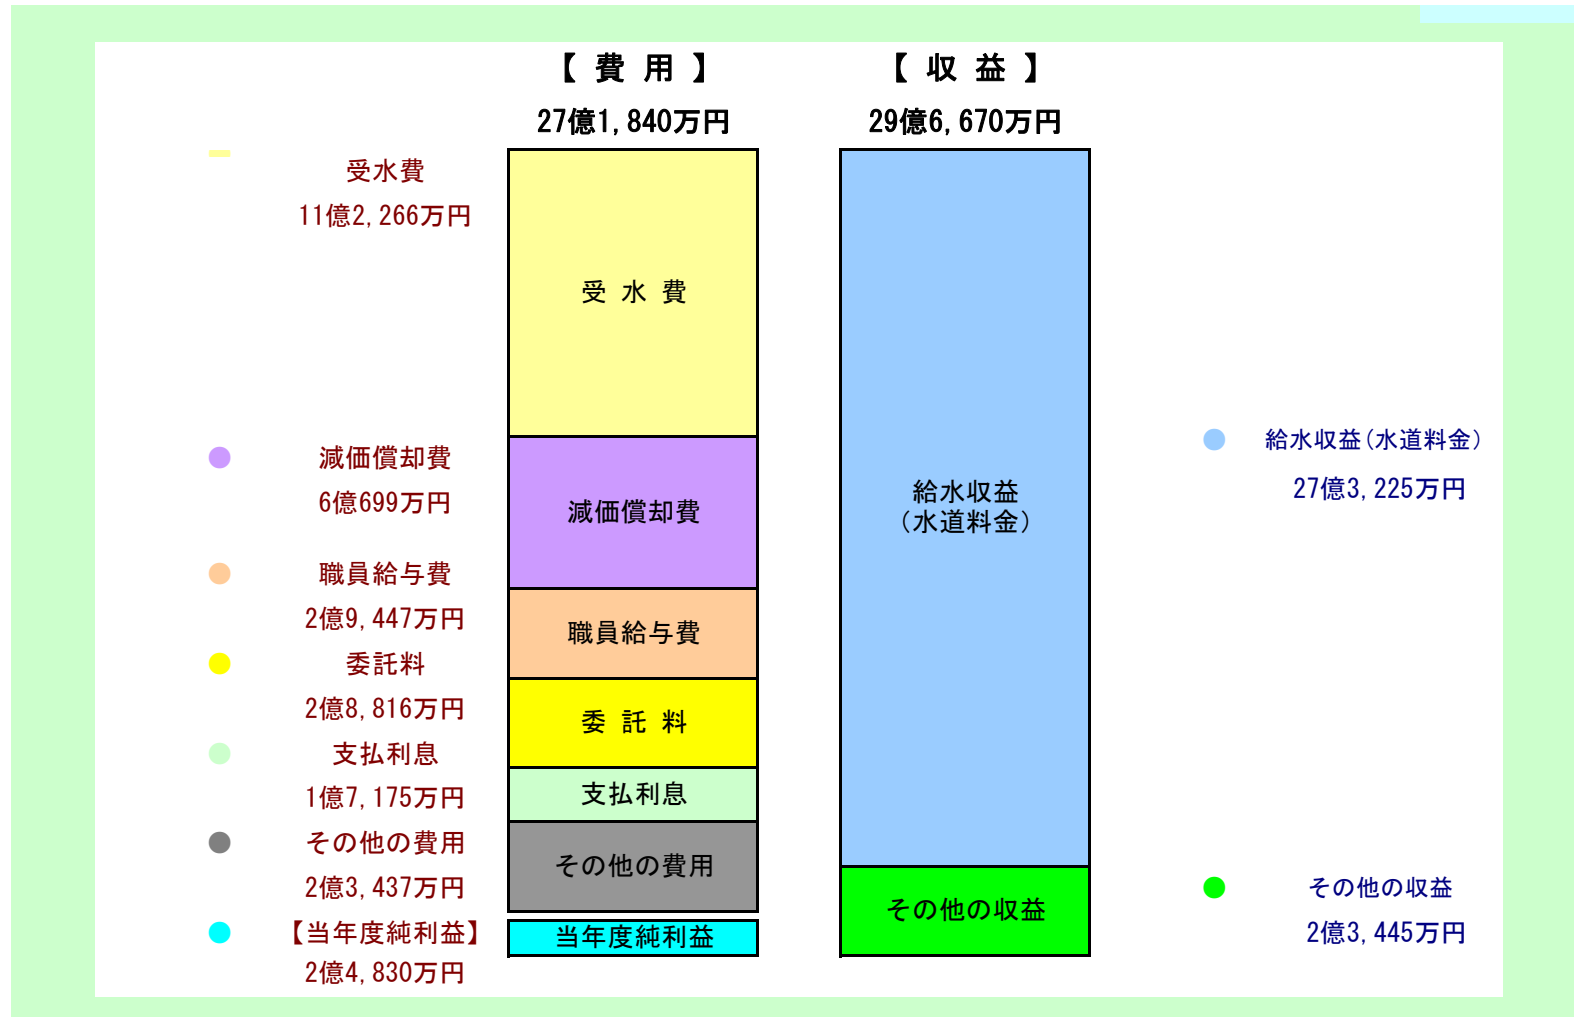 【 費 用 】
27億1,840万円
【 収 益 】
29億6,670万円
受水費
11億2,266万円
受 水 費
減価償却費
6億699万円
減価償却費
職員給与費
2億9,447万円
職員給与費
委託料
2億8,816万円
委 託 料
支払利息
1億7,175万円
支払利息
その他の費用
2億3,437万円
その他の費用
【当年度純利益】
2億4,830万円
当年度純利益
給水収益
（水道料金）
給水収益（水道料金）
27億3,225万円
その他の収益
その他の収益
2億3,445万円